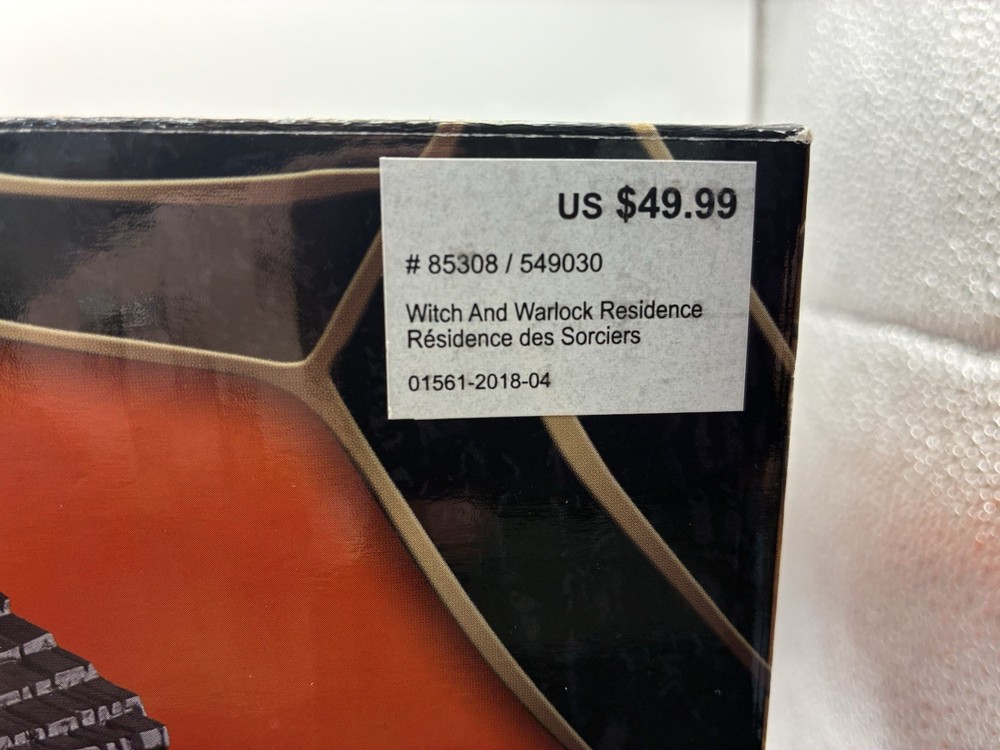 US $49.99
# 85308 / 549030
Witch And Warlock Residence
Résidence des Sorciers
01561-2018-04